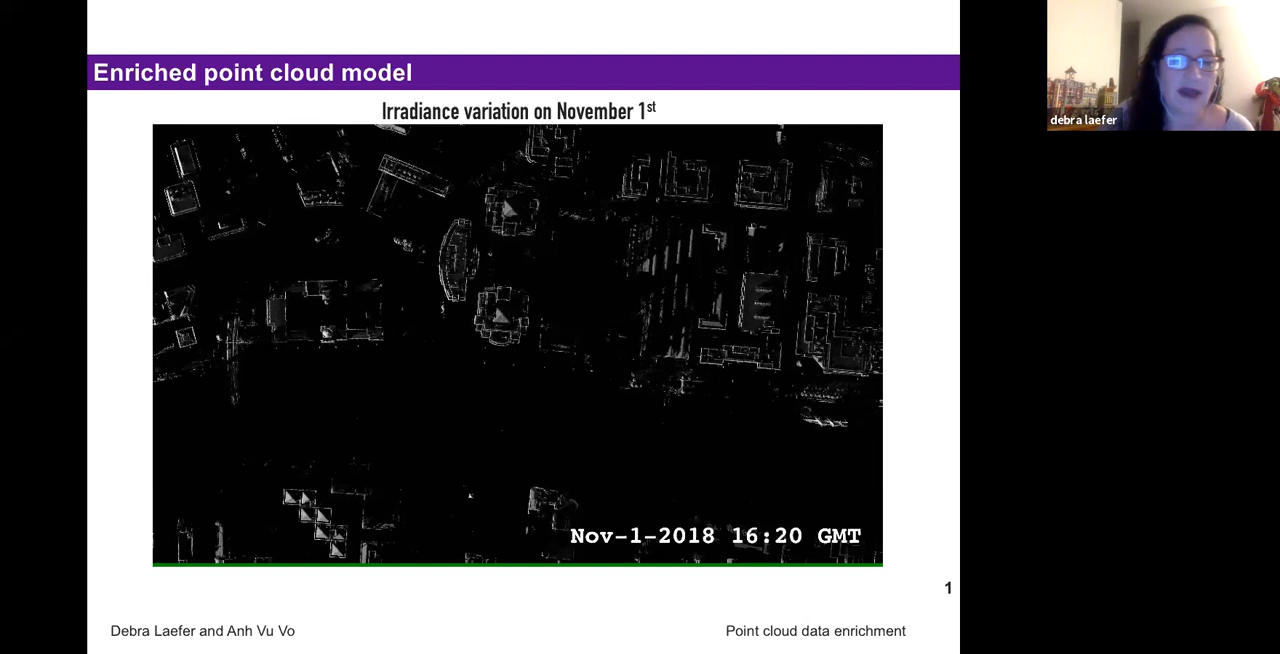 Enriched point cloud model
Irradiance variation on November 1st
debra laefer
Nov-1-2018 16:20 GMT
1
Debra Laefer and Anh Vu Vo
Point cloud data enrichment